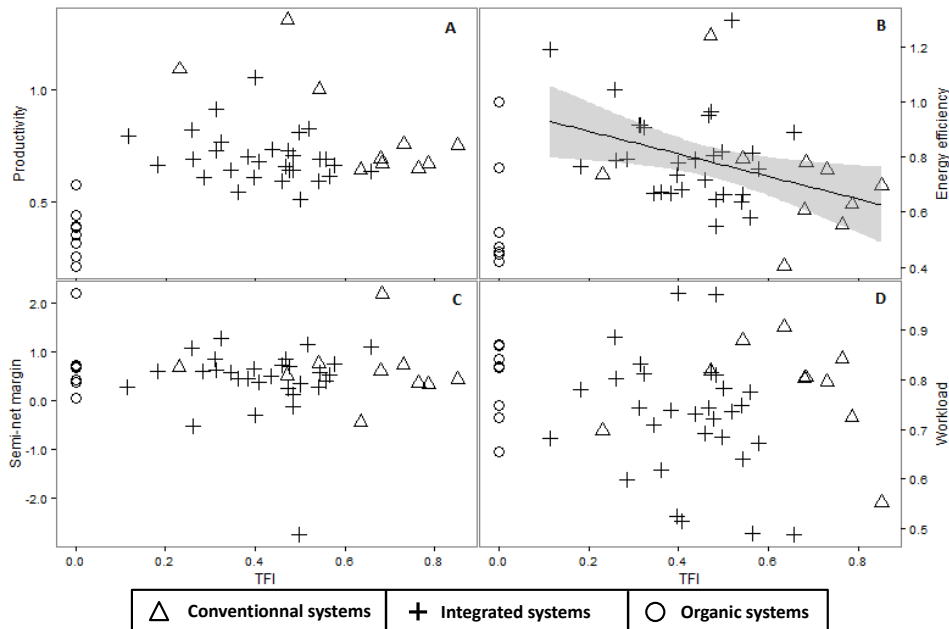 A
B
Productivity
1.0
0.5
1.2
1.0
0.8
0.6
0.4
Energy efficiency
C
D
Semi-net margin
2.0
1.0
0.0
-1.0
-2.0
0.9
0.8
0.7
0.6
0.5
Workload
0.0 0.2 0.4 0.6 0.8
TFI
0.0 0.2 0.4 0.6 0.8
TFI
Conventionnal systems
Integrated systems
Organic systems